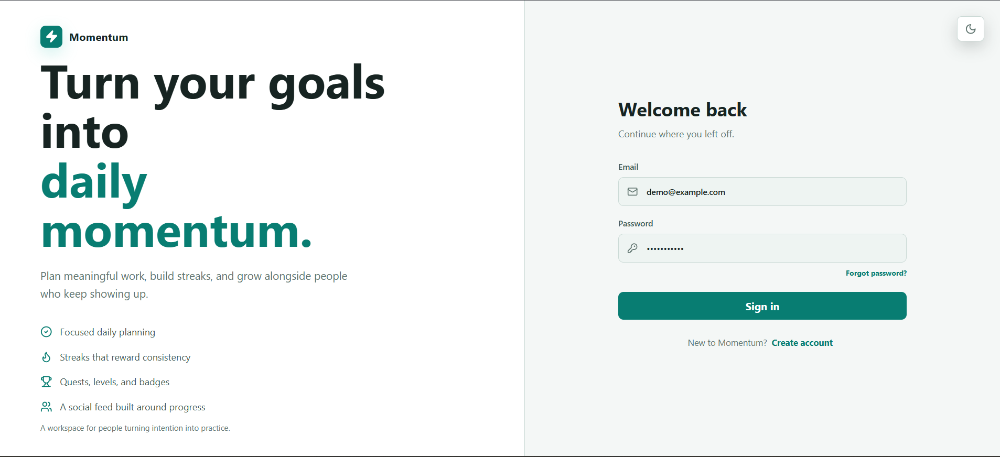 Momentum
Turn your goals
into
daily
momentum.
Plan meaningful work, build streaks, and grow alongside people
who keep showing up.
Focused daily planning
Streaks that reward consistency
Quests, levels, and badges
A social feed built around progress
A workspace for people turning intention into practice.
Welcome back
Continue where you left off.
Email
demo@example.com
Password
•••••••••••
Forgot password?
Sign in
New to Momentum? Create account